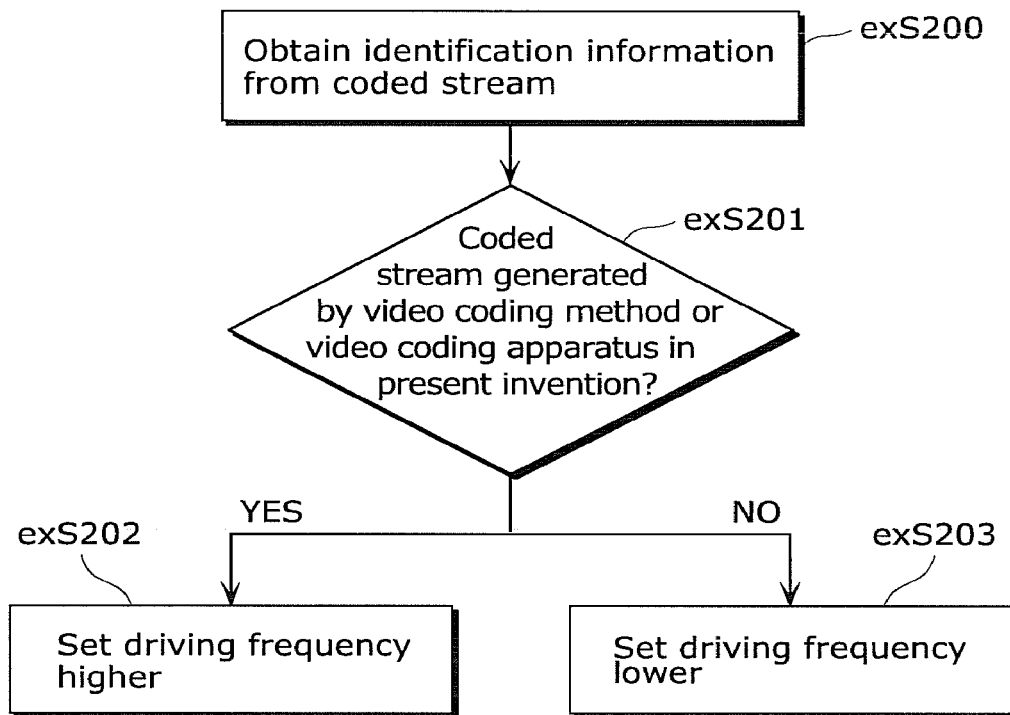 exS200
Obtain identification information
from coded stream
exS201
Coded
stream generated
by video coding method or
video coding apparatus in
present invention?
YES
NO
exS202
exS203
Set driving frequency
higher
Set driving frequency
lower